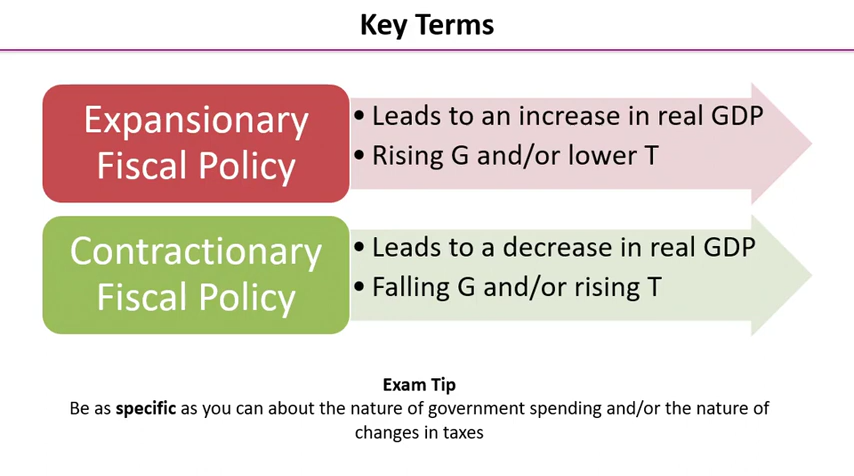 Key Terms
Expansionary
Fiscal Policy
• Leads to an increase in real GDP
• Rising G and/or lower T
Contractionary
Fiscal Policy
• Leads to a decrease in real GDP
• Falling G and/or rising T
Exam Tip
Be as specific as you can about the nature of government spending and/or the nature of
changes in taxes